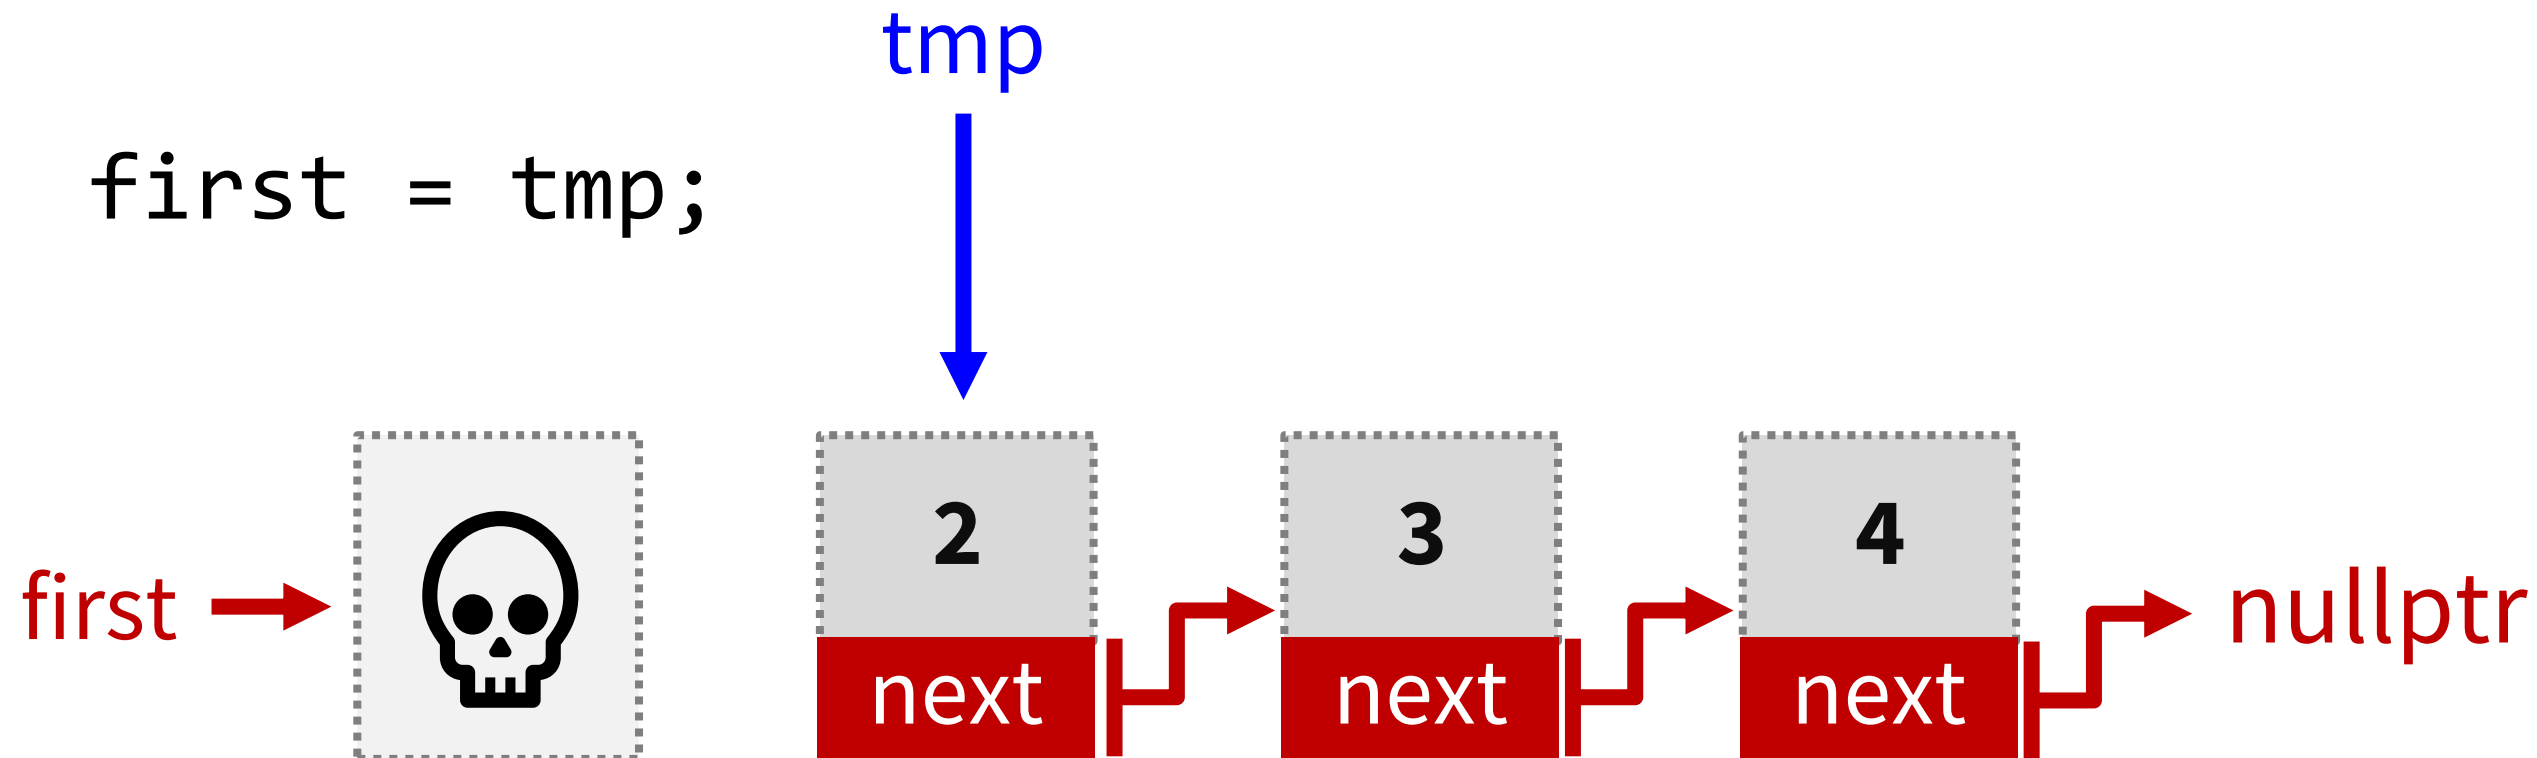 tmp
first = tmp;
2 3 4
first nullptr
next next next